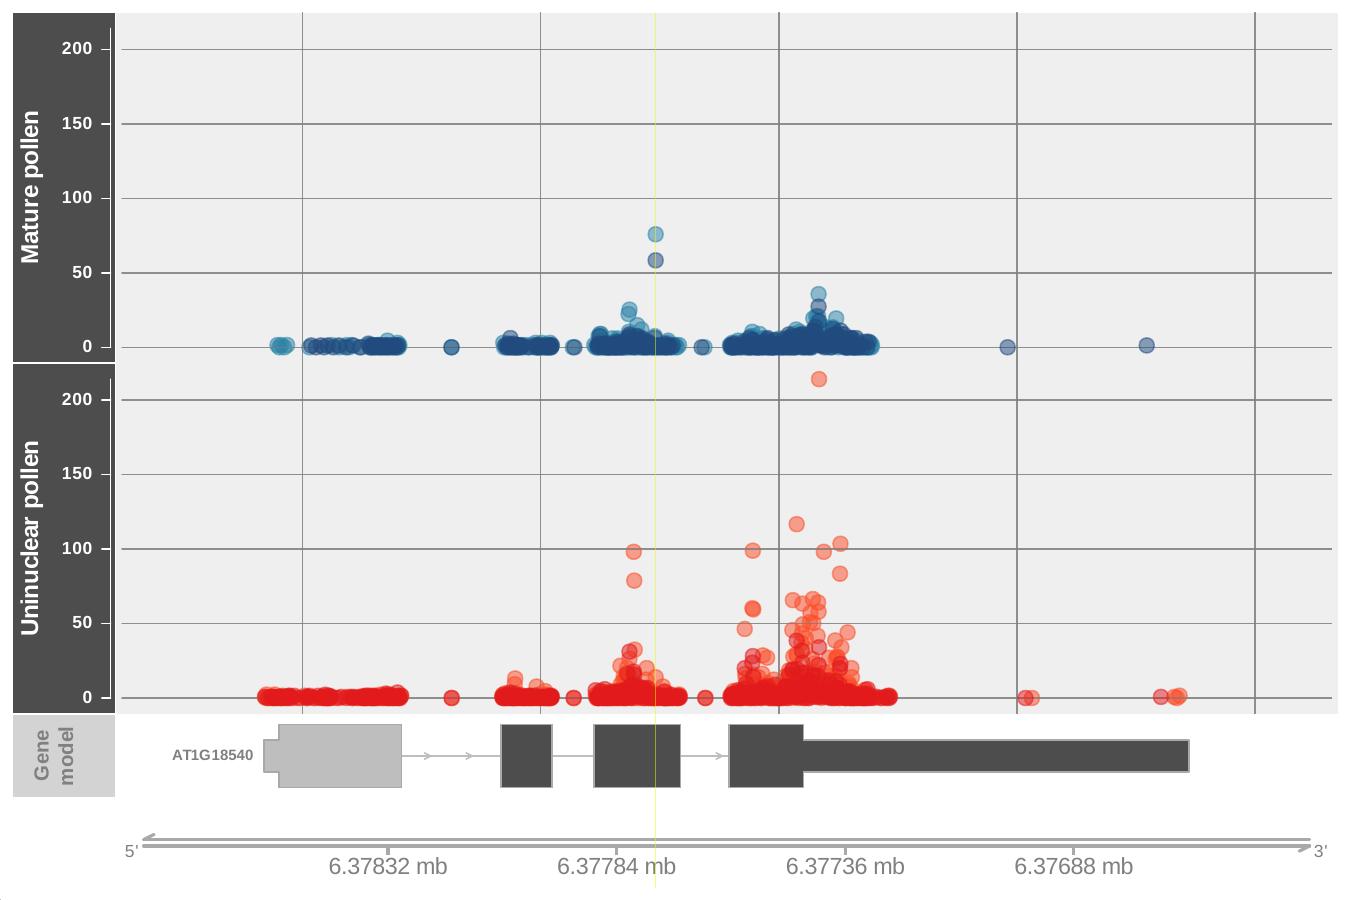 Mature pollen
200
150
100
50
0
Uninuclear pollen
200
150
100
50
0
Gene
model
AT1G18540
5'
3'
6.37832 mb
6.37784 mb
6.37736 mb
6.37688 mb